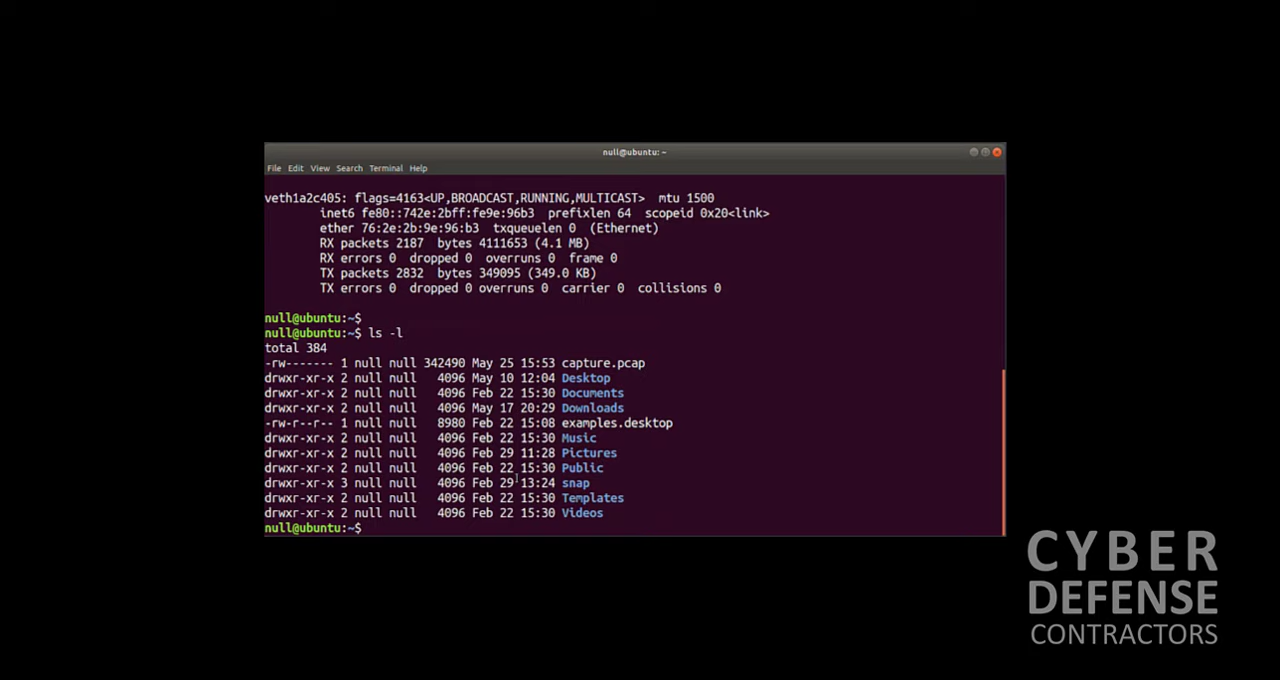 null@ubuntu: ~
File Edit View Search Terminal Help
veth1a2c405: flags=4163<UP,BROADCAST,RUNNING,MULTICAST>  mtu 1500
        inet6 fe80::742e:2bff:fe9e:96b3  prefixlen 64  scopeid 0x20<link>
        ether 76:2e:2b:9e:96:b3  txqueuelen 0  (Ethernet)
        RX packets 2187  bytes 4111653 (4.1 MB)
        RX errors 0  dropped 0  overruns 0  frame 0
        TX packets 2832  bytes 349095 (349.0 KB)
        TX errors 0  dropped 0 overruns 0  carrier 0  collisions 0
null@ubuntu:~$
null@ubuntu:~$ ls -l
total 384
-rw------- 1 null null 342490 May 25 15:53 capture.pcap
drwxr-xr-x 2 null null   4096 May 10 12:04 Desktop
drwxr-xr-x 2 null null   4096 Feb 22 15:30 Documents
drwxr-xr-x 2 null null   4096 May 17 20:29 Downloads
-rw-r--r-- 1 null null   8980 Feb 22 15:08 examples.desktop
drwxr-xr-x 2 null null   4096 Feb 22 15:30 Music
drwxr-xr-x 2 null null   4096 Feb 29 11:28 Pictures
drwxr-xr-x 2 null null   4096 Feb 22 15:30 Public
drwxr-xr-x 3 null null   4096 Feb 29 13:24 snap
drwxr-xr-x 2 null null   4096 Feb 22 15:30 Templates
drwxr-xr-x 2 null null   4096 Feb 22 15:30 Videos
null@ubuntu:~$
CYBER
DEFENSE
CONTRACTORS